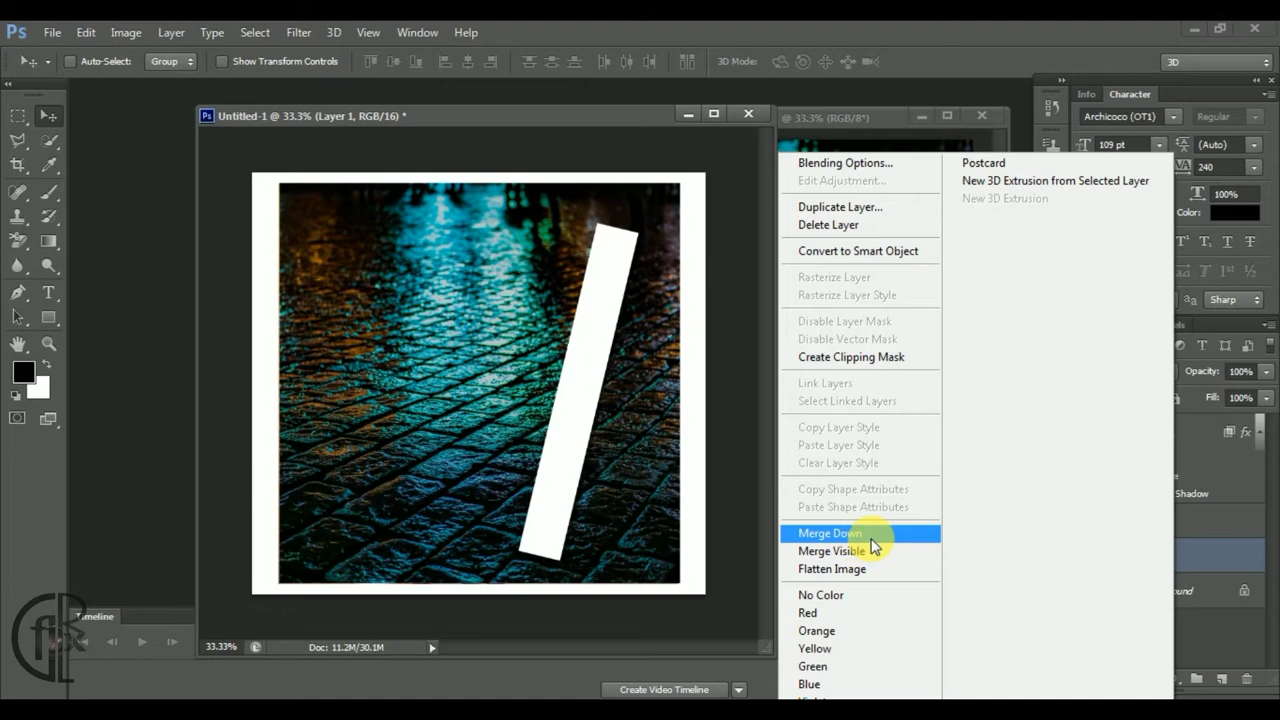 Ps File Edit Image Layer Type Select Filter 3D View Window Help
Auto-Select: Group Show Transform Controls 3D Mode: 3D
Untitled-1 @ 33.3% (Layer 1, RGB/16) *
@ 33.3% (RGB/8*)
Info Character
Archicoco (OT1) Regular
109 pt (Auto)
240
100%
Color:
Sharp
Opacity: 100%
Fill: 100%
fx
Shadow
Blending Options...
Edit Adjustment...
Duplicate Layer...
Delete Layer
Convert to Smart Object
Rasterize Layer
Rasterize Layer Style
Disable Layer Mask
Disable Vector Mask
Create Clipping Mask
Link Layers
Select Linked Layers
Copy Layer Style
Paste Layer Style
Clear Layer Style
Copy Shape Attributes
Paste Shape Attributes
Merge Down
Merge Visible
Flatten Image
No Color
Red
Orange
Yellow
Green
Blue
Postcard
New 3D Extrusion from Selected Layer
New 3D Extrusion
Timeline
33.33% Doc: 11.2M/30.1M
Create Video Timeline